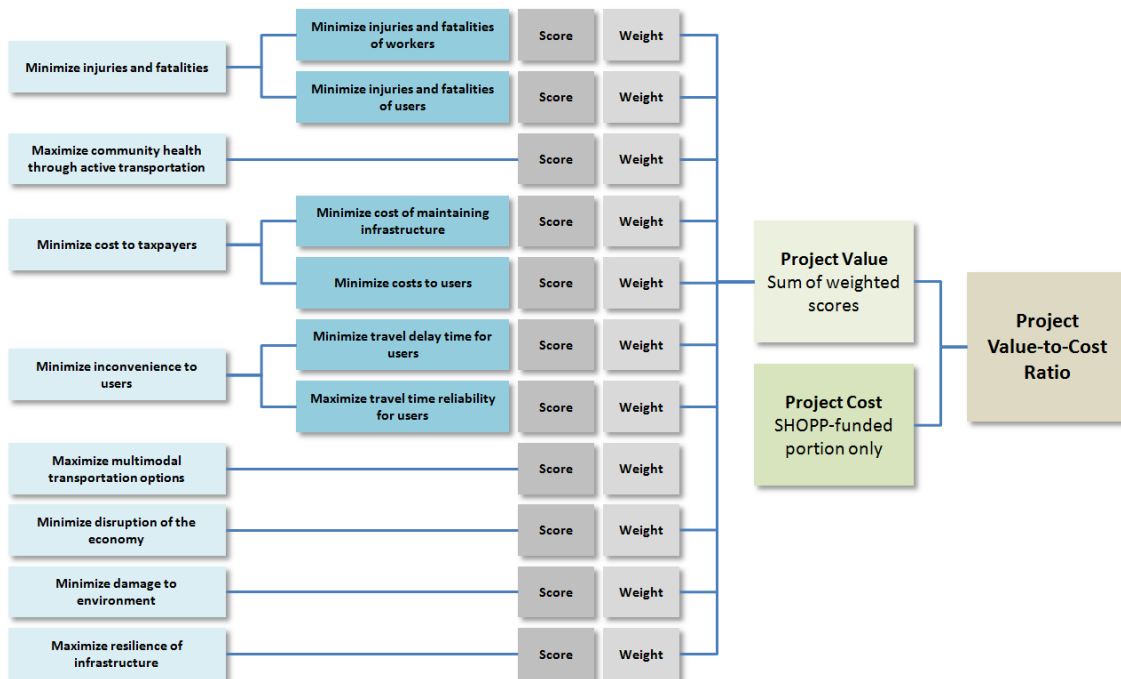 Minimize injuries and fatalities
of workers
Score
Weight
Minimize injuries and fatalities
Minimize injuries and fatalities
of users
Score
Weight
Maximize community health
through active transportation
Score
Weight
Minimize cost of maintaining
infrastructure
Score
Weight
Minimize cost to taxpayers
Minimize costs to users
Score
Weight
Project Value
Sum of weighted
scores
Minimize travel delay time for
users
Score
Weight
Minimize inconvenience to
users
Maximize travel time reliability
for users
Score
Weight
Project
Value-to-Cost
Ratio
Project Cost
SHOPP-funded
portion only
Maximize multimodal
transportation options
Score
Weight
Minimize disruption of the
economy
Score
Weight
Minimize damage to
environment
Score
Weight
Maximize resilience of
infrastructure
Score
Weight